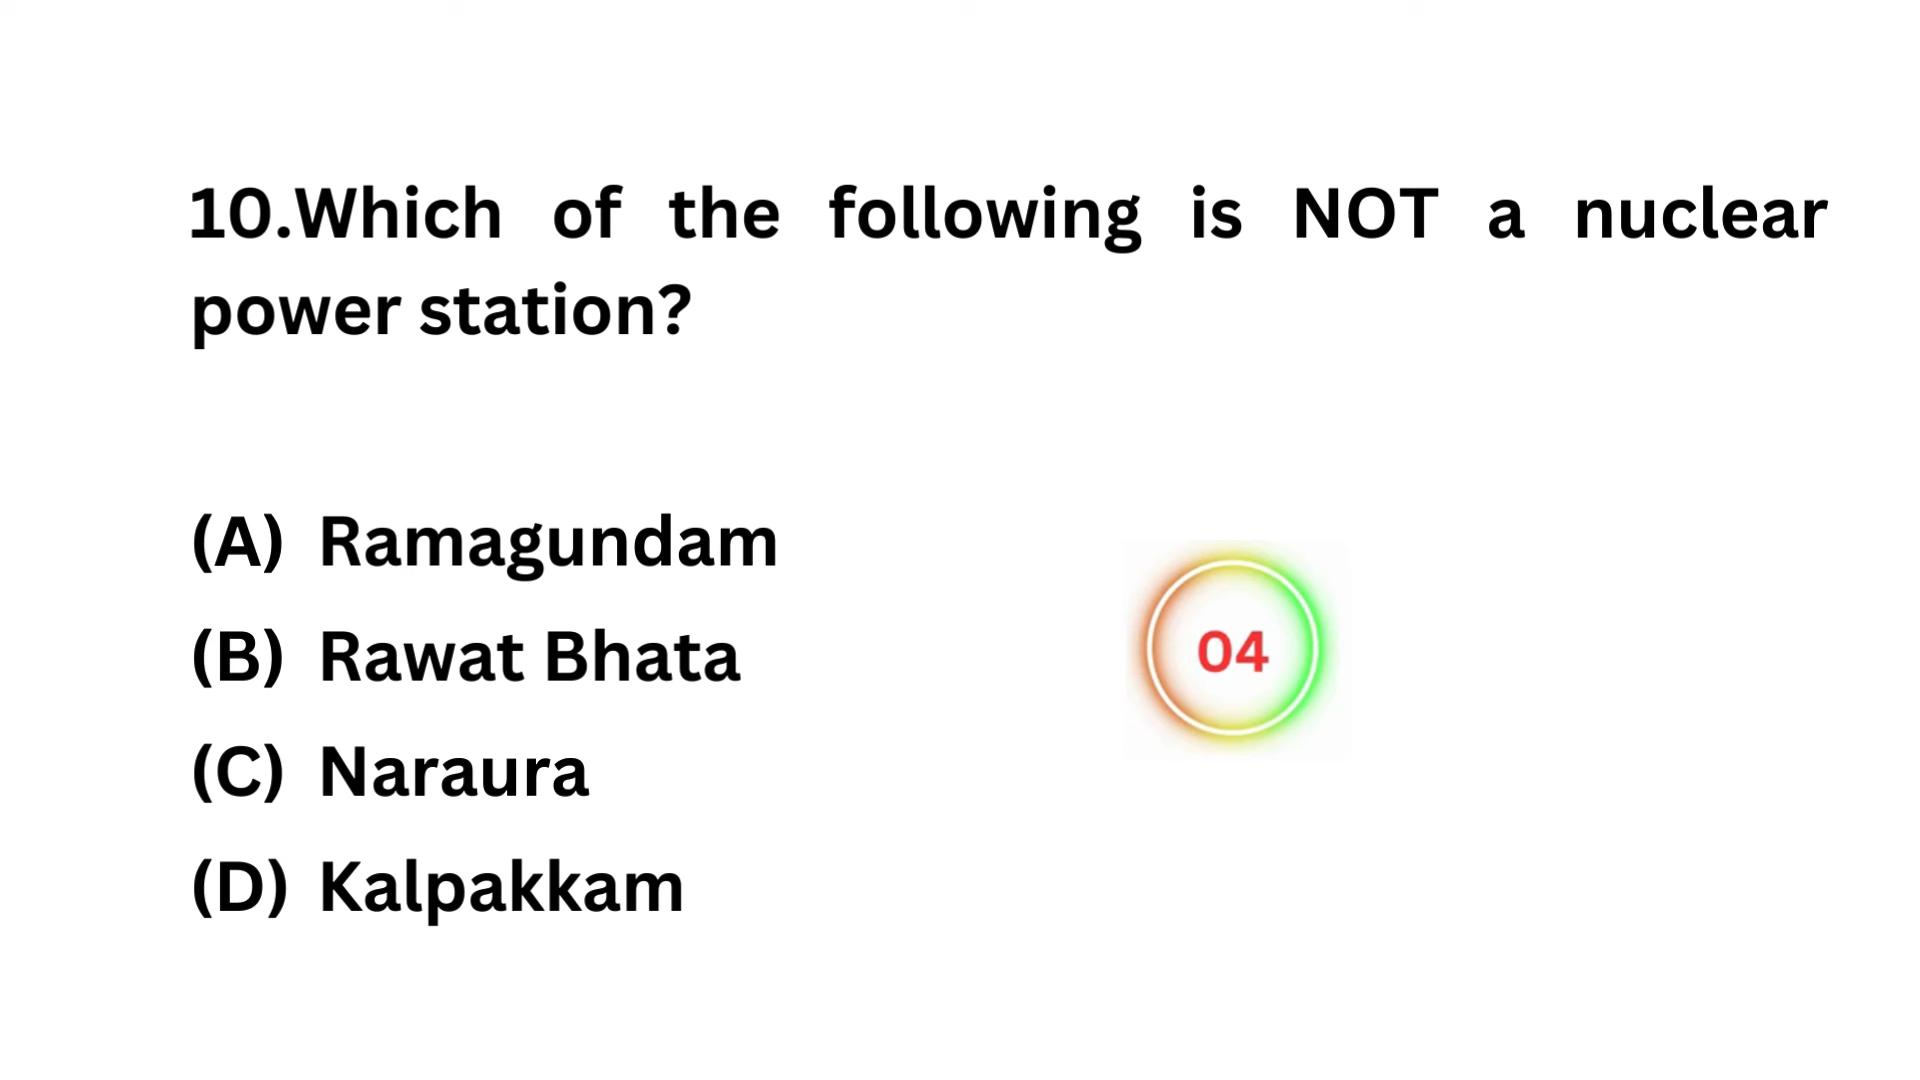 10.Which of the following is NOT a nuclear
power station?
(A) Ramagundam
(B) Rawat Bhata
(C) Naraura
(D) Kalpakkam
04